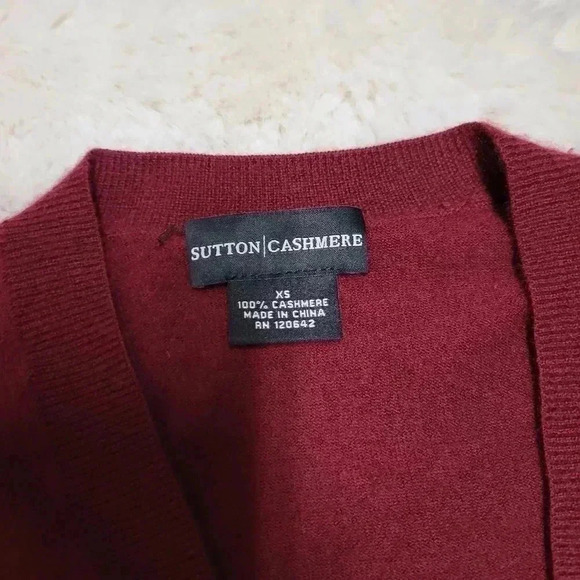 SUTTON|CASHMERE
XS
100% CASHMERE
MADE IN CHINA
RN 120642